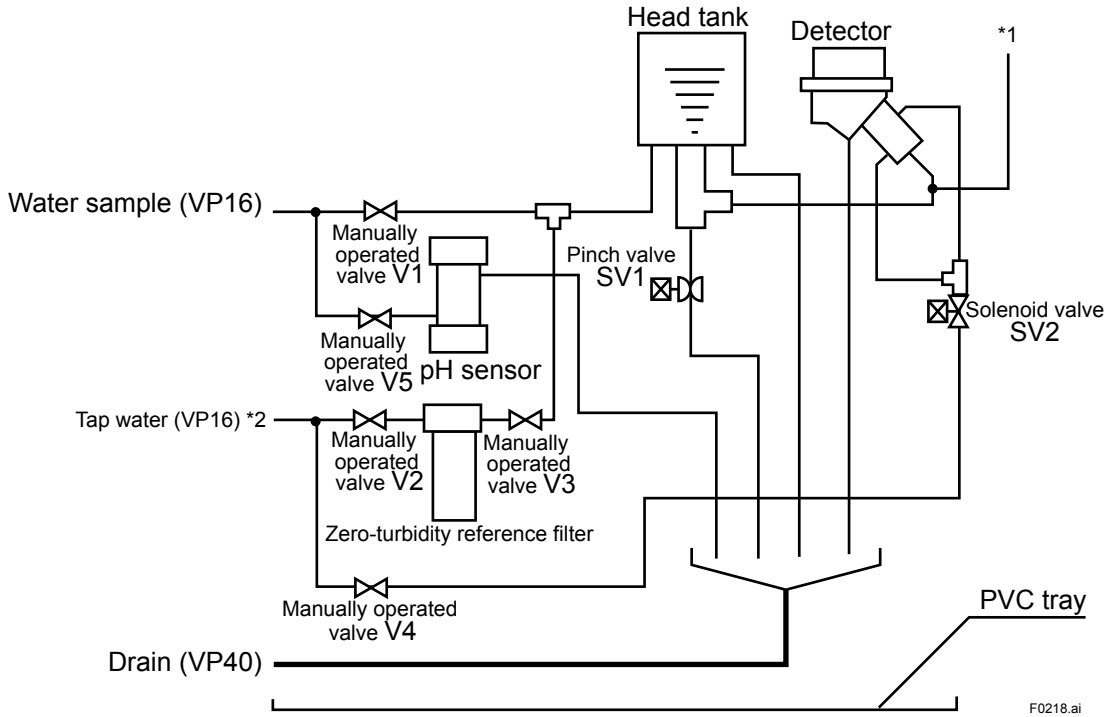 Head tank
Detector
*1
Water sample (VP16)
Manually
operated
valve V1
Pinch valve
SV1
Solenoid valve
SV2
Manually
operated
valve V5
pH sensor
Tap water (VP16) *2
Manually
operated
valve V2
Manually
operated
valve V3
Zero-turbidity reference filter
Manually operated
valve V4
PVC tray
Drain (VP40)
F0218.ai